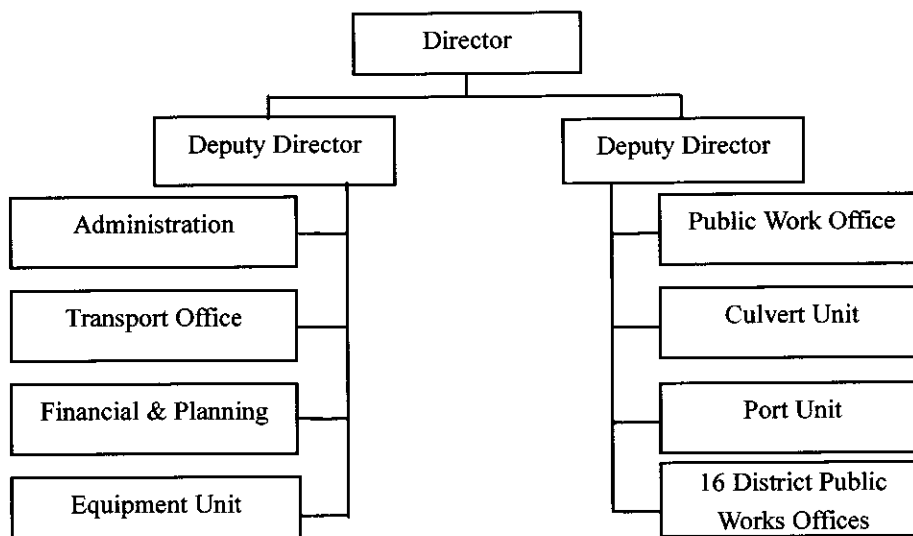 Director
Deputy Director
Deputy Director
Administration
Transport Office
Financial & Planning
Equipment Unit
Public Work Office
Culvert Unit
Port Unit
16 District Public
Works Offices